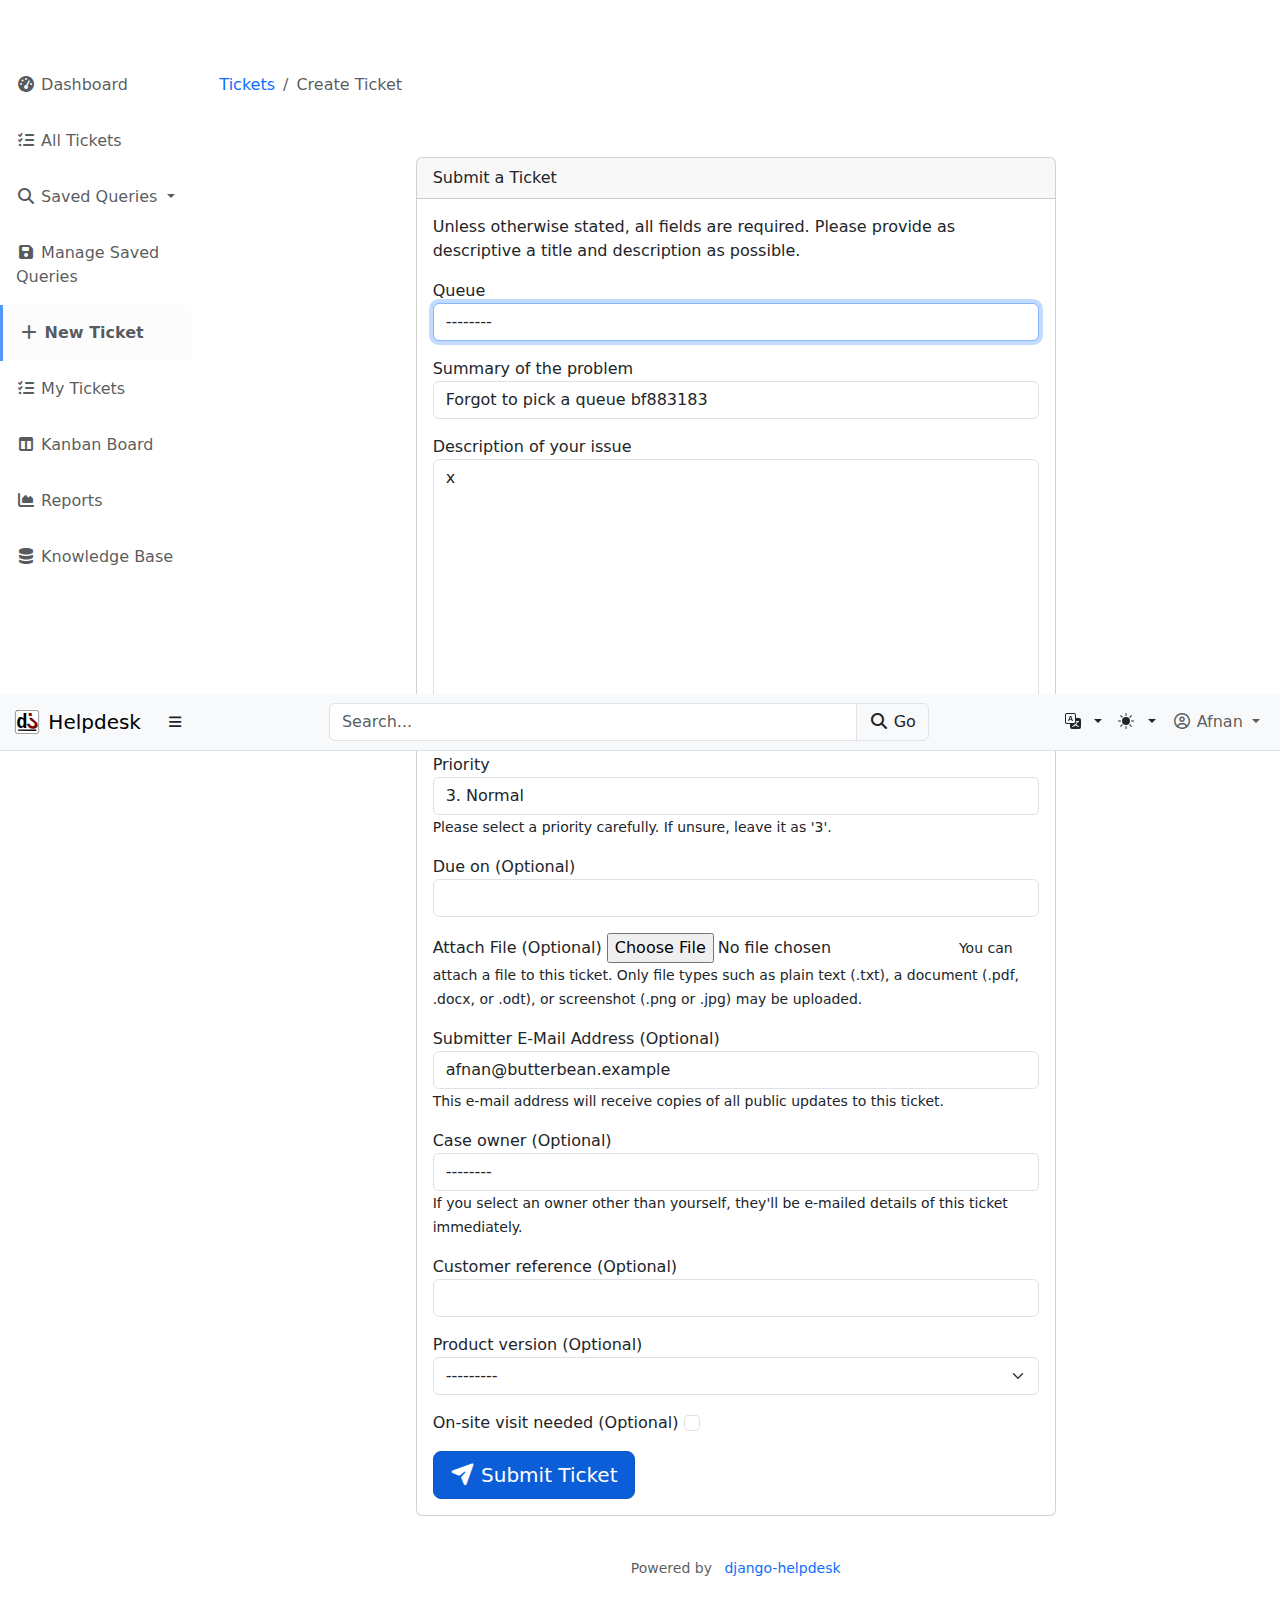 Dashboard
All Tickets
Saved Queries
Manage Saved
Queries
New Ticket
My Tickets
Kanban Board
Reports
Knowledge Base
Tickets / Create Ticket
Submit a Ticket
Unless otherwise stated, all fields are required. Please provide as
descriptive a title and description as possible.
Queue
--------
Summary of the problem
Forgot to pick a queue bf883183
Description of your issue
x
Helpdesk
Search...
Go
Afnan
Priority
3. Normal
Please select a priority carefully. If unsure, leave it as '3'.
Due on (Optional)
Attach File (Optional) Choose File No file chosen You can
attach a file to this ticket. Only file types such as plain text (.txt), a document (.pdf,
.docx, or .odt), or screenshot (.png or .jpg) may be uploaded.
Submitter E-Mail Address (Optional)
afnan@butterbean.example
This e-mail address will receive copies of all public updates to this ticket.
Case owner (Optional)
--------
If you select an owner other than yourself, they'll be e-mailed details of this ticket
immediately.
Customer reference (Optional)
Product version (Optional)
---------
On-site visit needed (Optional)
Submit Ticket
Powered by django-helpdesk